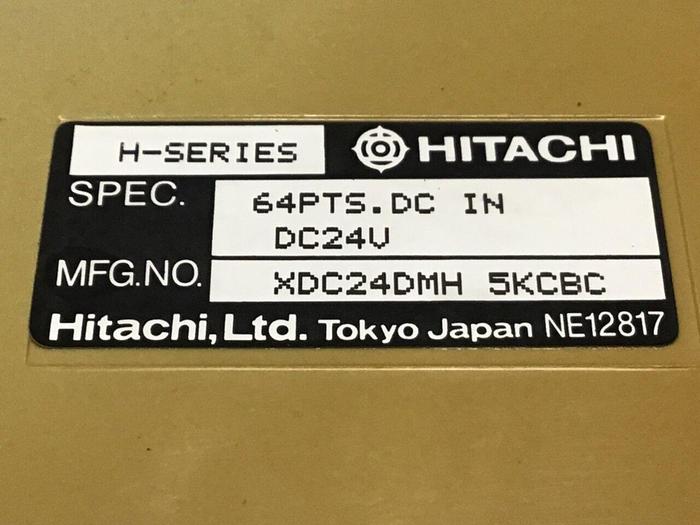 H-SERIES HITACHI
SPEC. 64PTS.DC IN
DC24V
MFG.NO. XDC24DMH 5KCBC
Hitachi,Ltd. Tokyo Japan NE12817